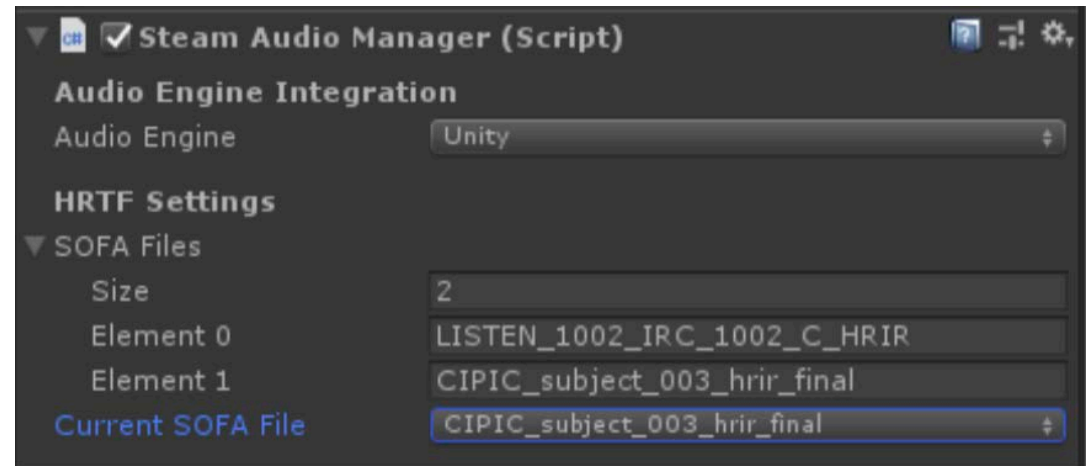 Steam Audio Manager (Script)
Audio Engine Integration
Audio Engine Unity
HRTF Settings
SOFA Files
Size 2
Element 0 LISTEN_1002_IRC_1002_C_HRIR
Element 1 CIPIC_subject_003_hrir_final
Current SOFA File CIPIC_subject_003_hrir_final